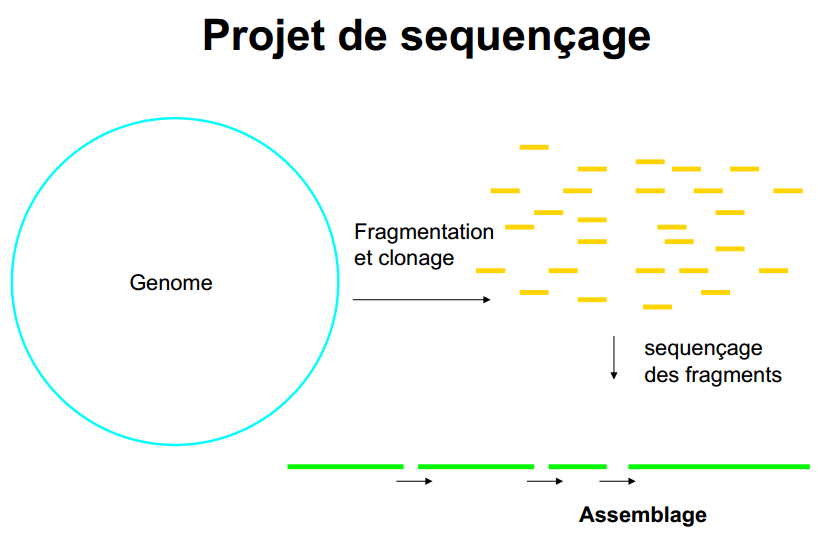 Projet de sequençage
Fragmentation
et clonage
Genome
sequençage
des fragments
Assemblage